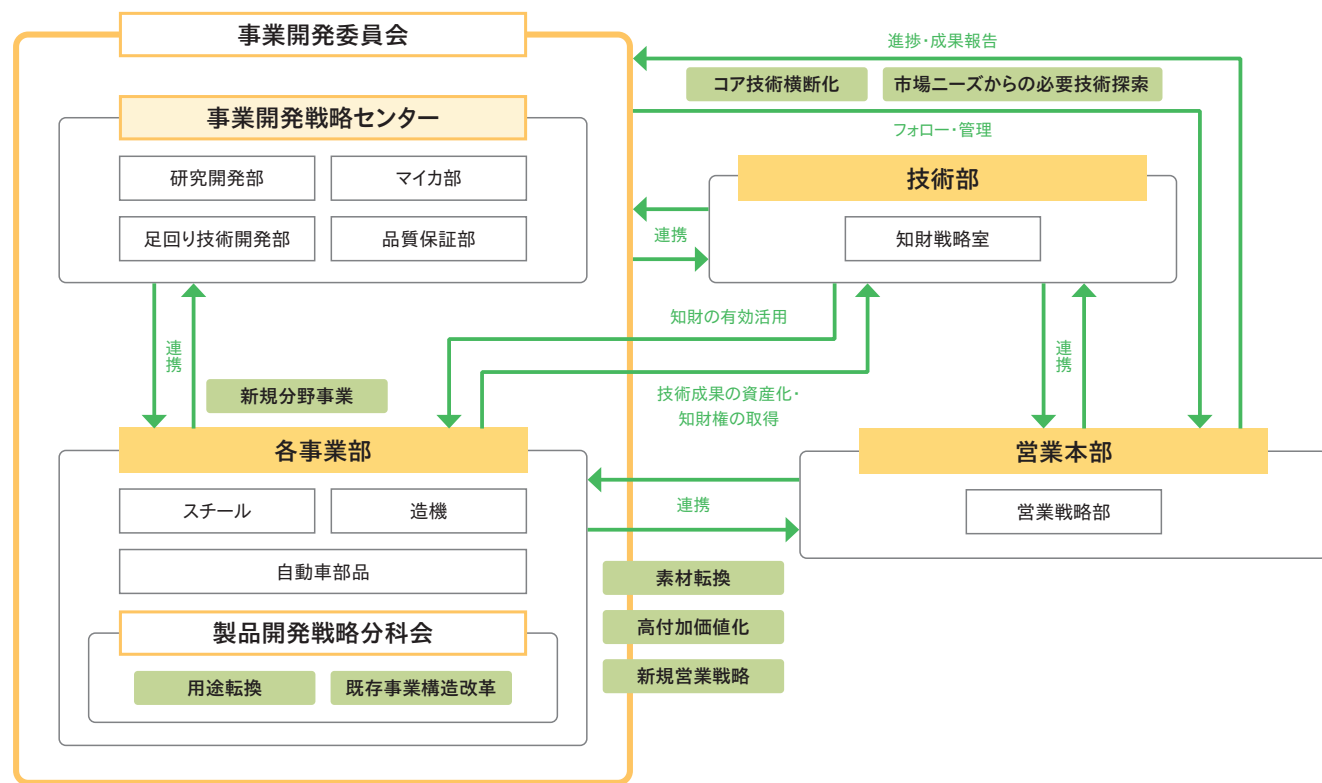 事業開発委員会
進捗・成果報告
コア技術横断化
市場ニーズからの必要技術探索
フォロー・管理
事業開発戦略センター
研究開発部
マイカ部
足回り技術開発部
品質保証部
技術部
知財戦略室
連携
知財の有効活用
連携
連携
新規分野事業
技術成果の資産化・
知財権の取得
各事業部
スチール
造機
自動車部品
営業本部
営業戦略部
連携
素材転換
高付加価値化
新規営業戦略
製品開発戦略分科会
用途転換
既存事業構造改革